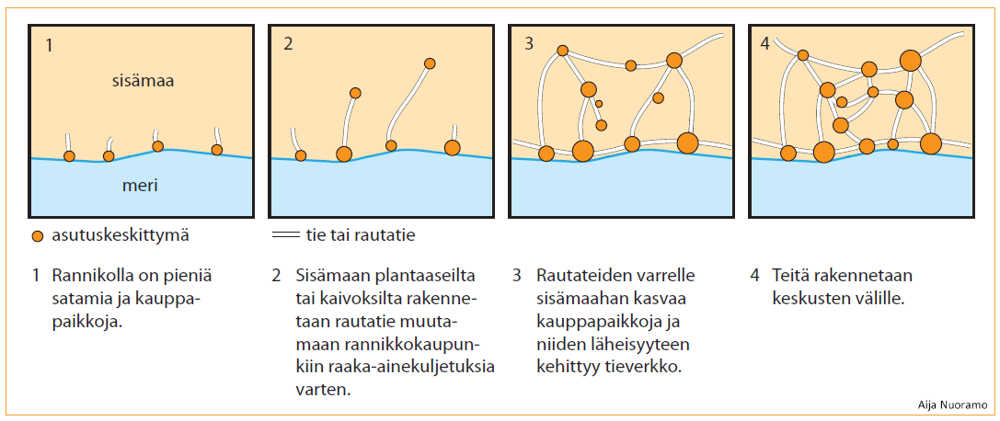 1
sisämaa
meri
2
3
4
asutuskeskittymä
tie tai rautatie
1 Rannikolla on pieniä
satamia ja kauppa-
paikkoja.
2 Sisämaan plantaaseilta
tai kaivoksilta rakenne-
taan rautatie muuta-
maan rannikkokaupun-
kiin raaka-ainekuljetuksia
varten.
3 Rautateiden varrelle
sisämaahan kasvaa
kauppapaikkoja ja
niiden läheisyyteen
kehittyy tieverkko.
4 Teitä rakennetaan
keskusten välille.
Aija Nuoramo